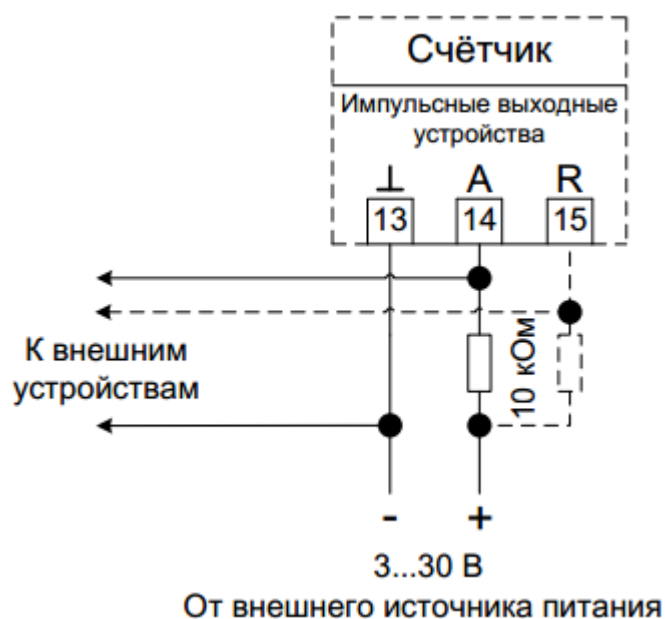 Счётчик
Импульсные выходные
устройства
⊥ A R
13 14 15
К внешним
устройствам
10 кОм
- +
3...30 В
От внешнего источника питания